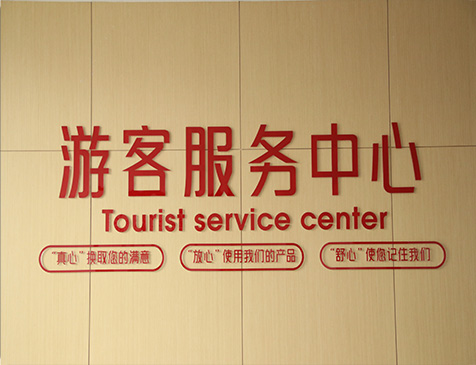 游客服务中心
Tourist service center
"真心"换取您的满意 "放心"使用我们的产品 "舒心"使您记住我们